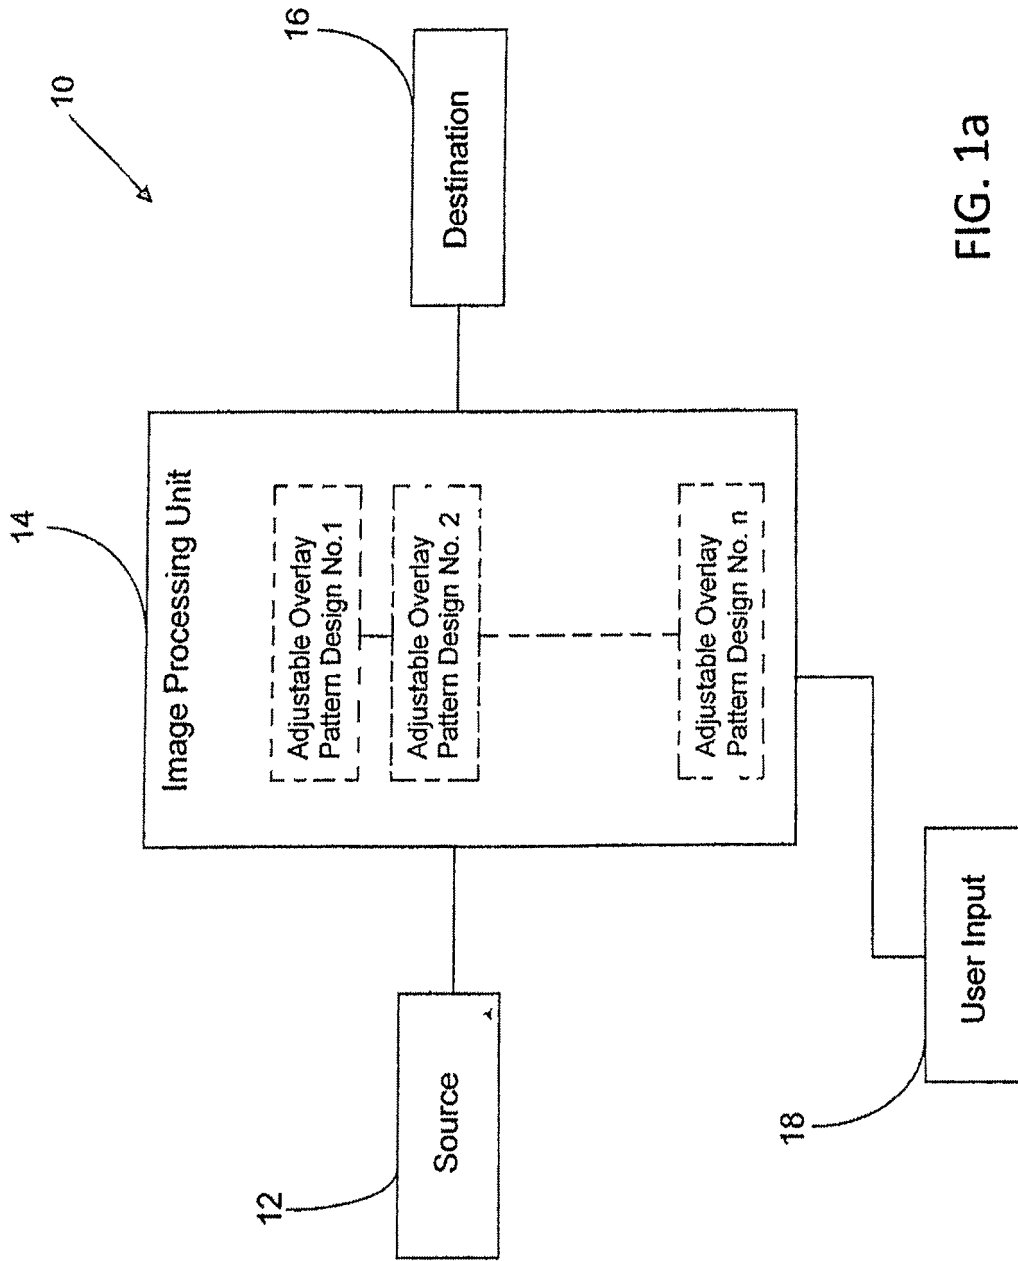 10
14
16
12
18
Image Processing Unit
Adjustable Overlay
Pattern Design No.1
Adjustable Overlay
Pattern Design No. 2
Adjustable Overlay
Pattern Design No. n
Source
Destination
User Input
FIG. 1a